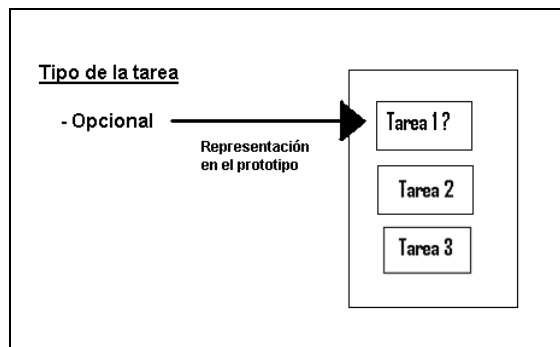 Tipo de la tarea
- Opcional
Representación
en el prototipo
Tarea 1 ?
Tarea 2
Tarea 3